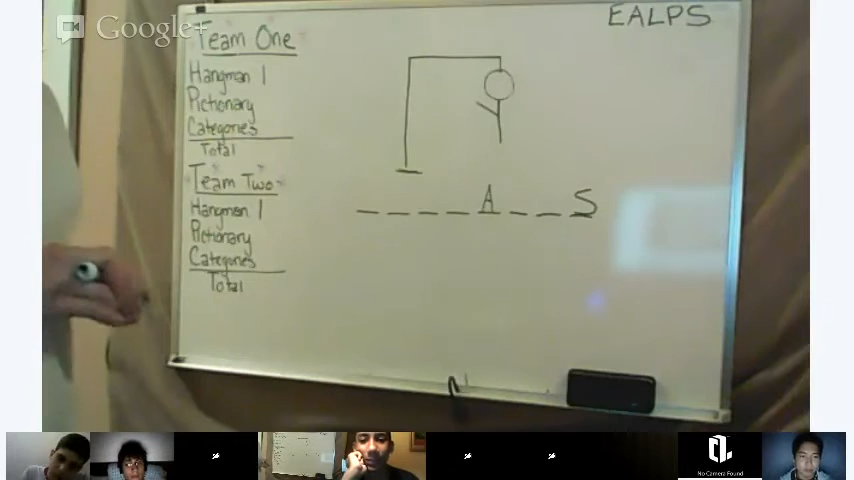 Google+
EALPS
Team One
Hangman 1
Pictionary
Categories
Total
Team Two
Hangman 1
Pictionary
Categories
Total
_ _ _ _ A _ _ S
No Camera Found